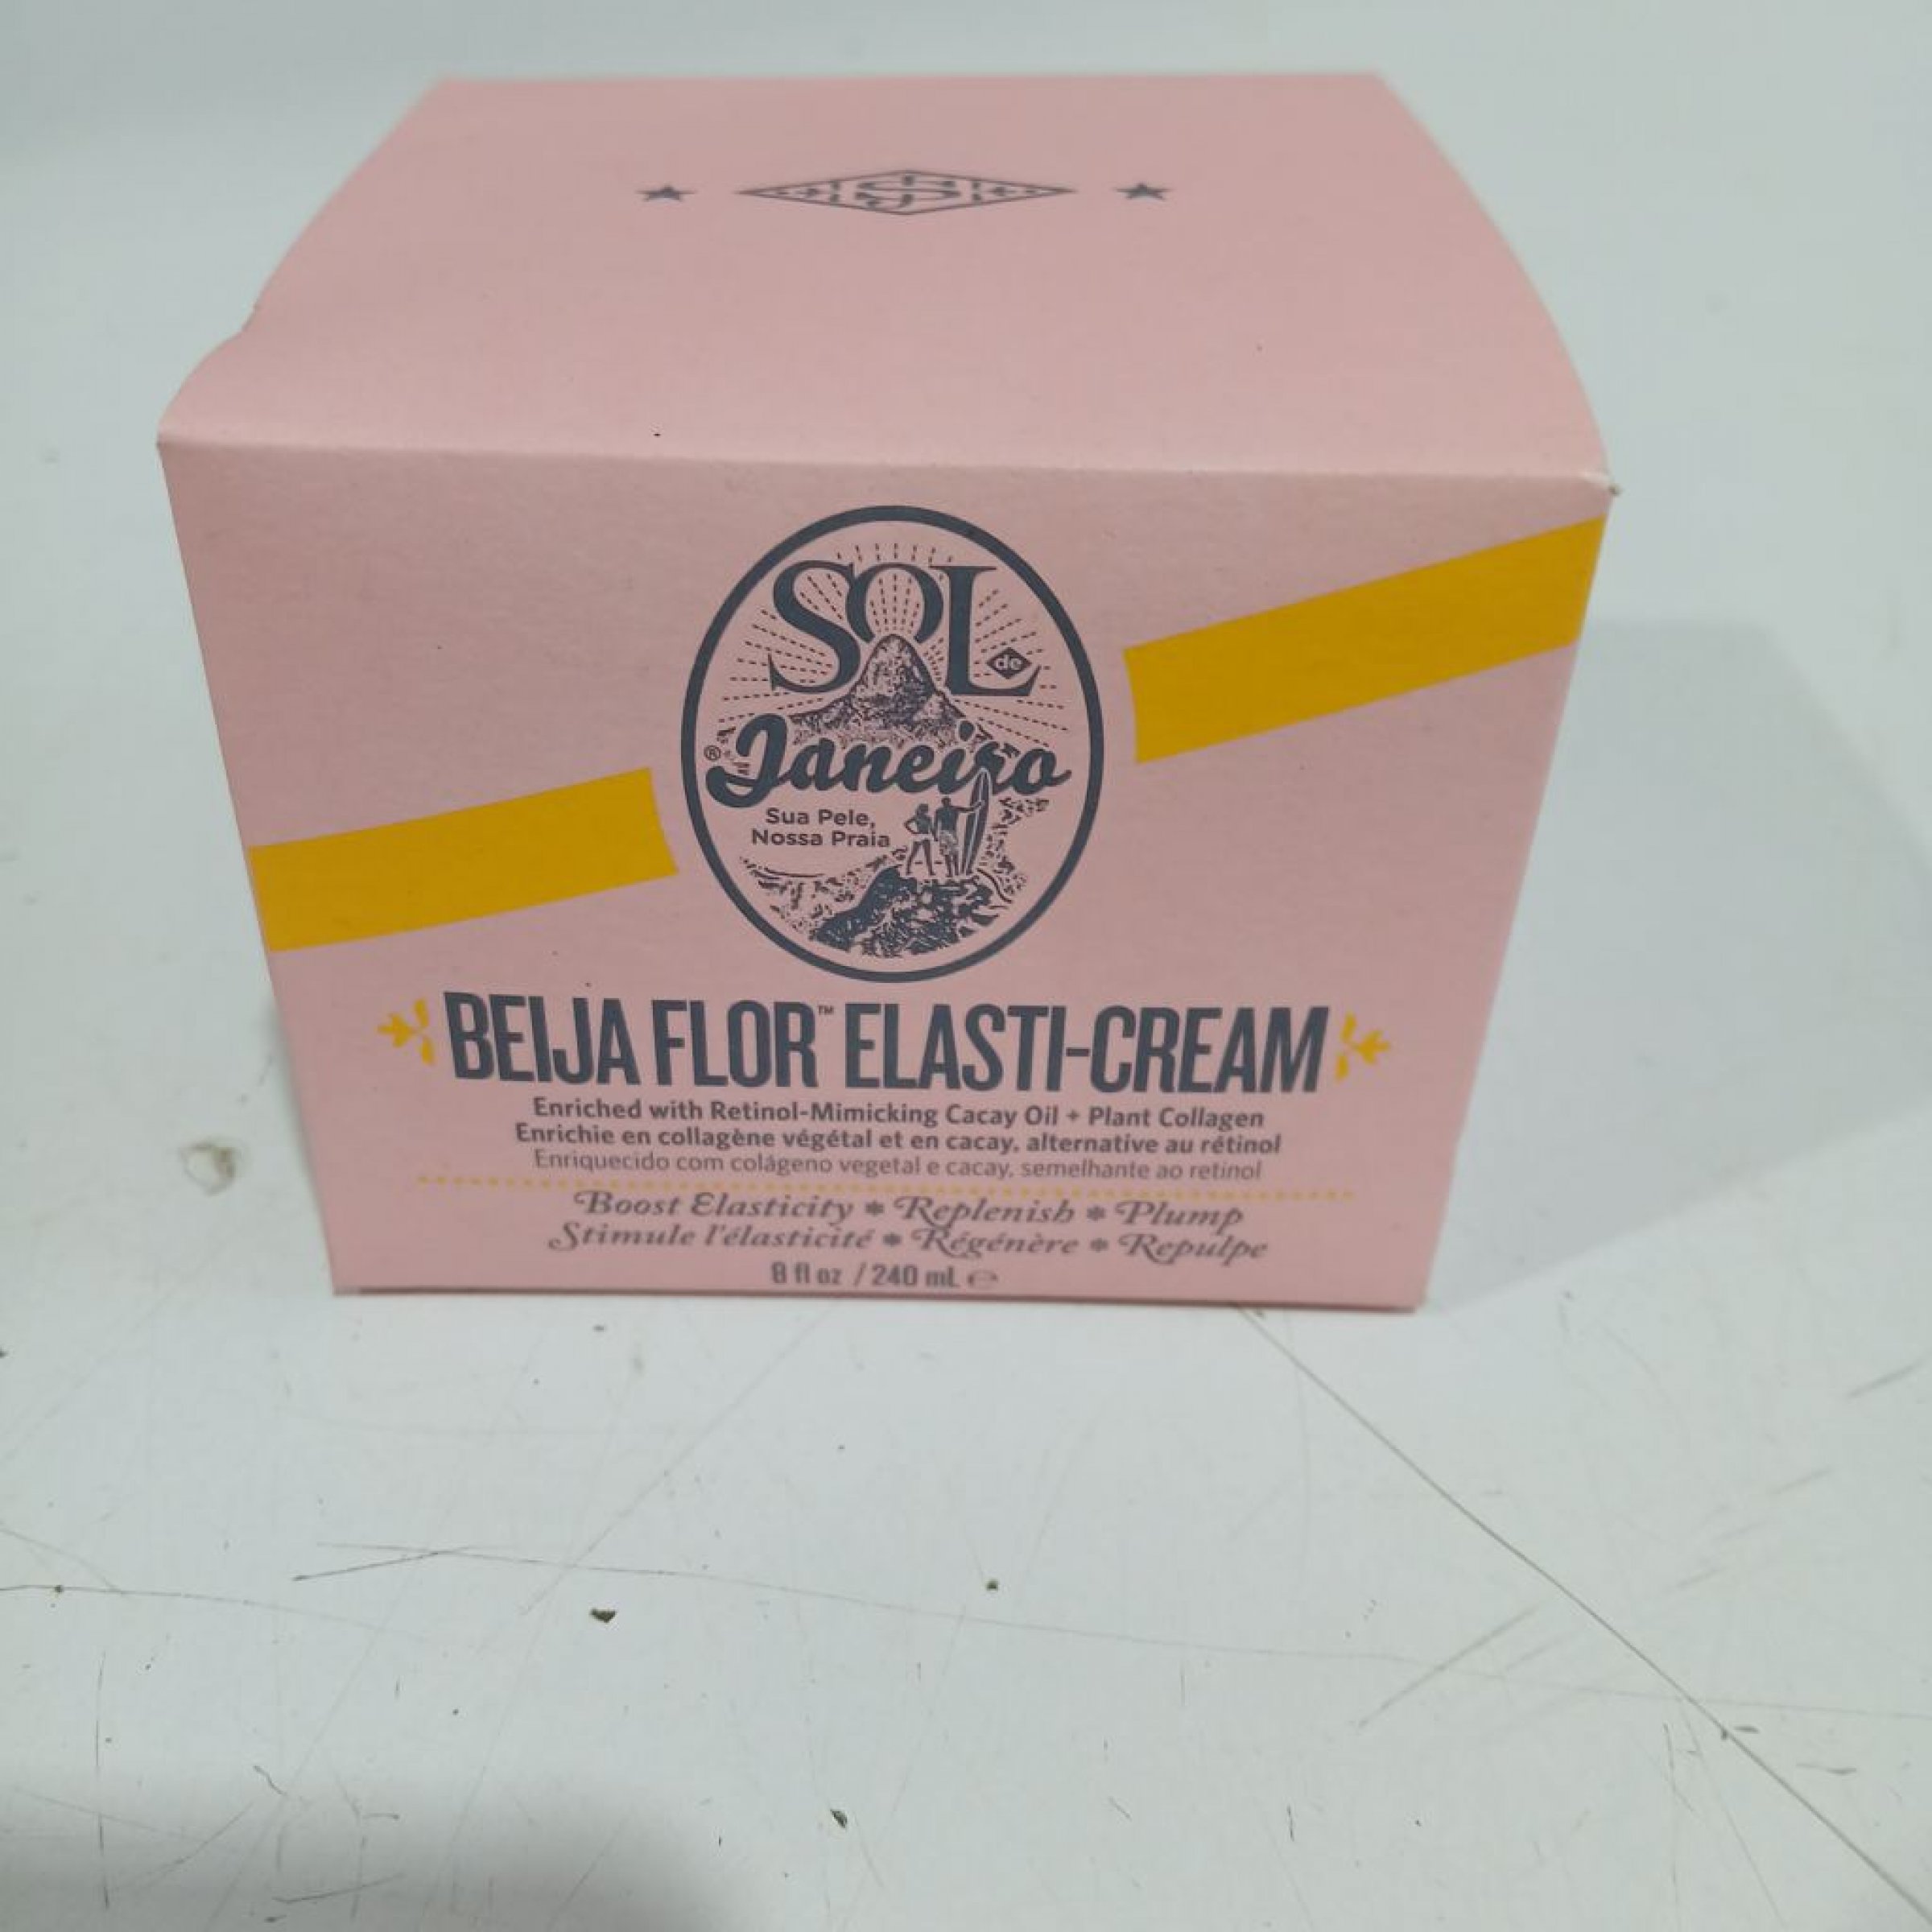 SOL
de
Janeiro
®
Sua Pele,
Nossa Praia
BEIJA FLOR™ ELASTI-CREAM
Enriched with Retinol-Mimicking Cacay Oil + Plant Collagen
Enrichie en collagène végétal et en cacay, alternative au rétinol
Enriquecido com colágeno vegetal e cacay, semelhante ao retinol
Boost Elasticity * Replenish * Plump
Stimule l'élasticité * Régénère * Repulpe
8 fl oz / 240 mL ℮